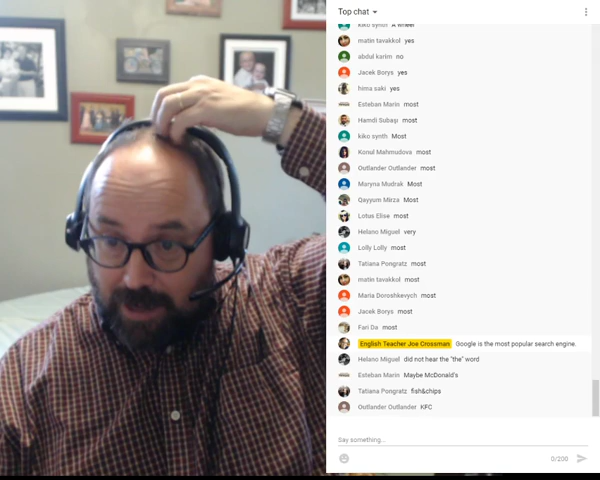 Top chat
kiko synth A wheel
matin tavakkol yes
abdul karim no
Jacek Borys yes
hima saki yes
Esteban Marin most
Hamdi Subaşı most
kiko synth Most
Konul Mahmudova most
Outlander Outlander most
Maryna Mudrak Most
Qayyum Mirza Most
Lotus Elise most
Helano Miguel very
Lolly Lolly most
Tatiana Pongratz most
matin tavakkol most
Maria Doroshkevych most
Jacek Borys most
Fari Da most
English Teacher Joe Crossman Google is the most popular search engine.
Helano Miguel did not hear the "the" word
Esteban Marin Maybe McDonald's
Tatiana Pongratz fish&chips
Outlander Outlander KFC
Say something...
0/200